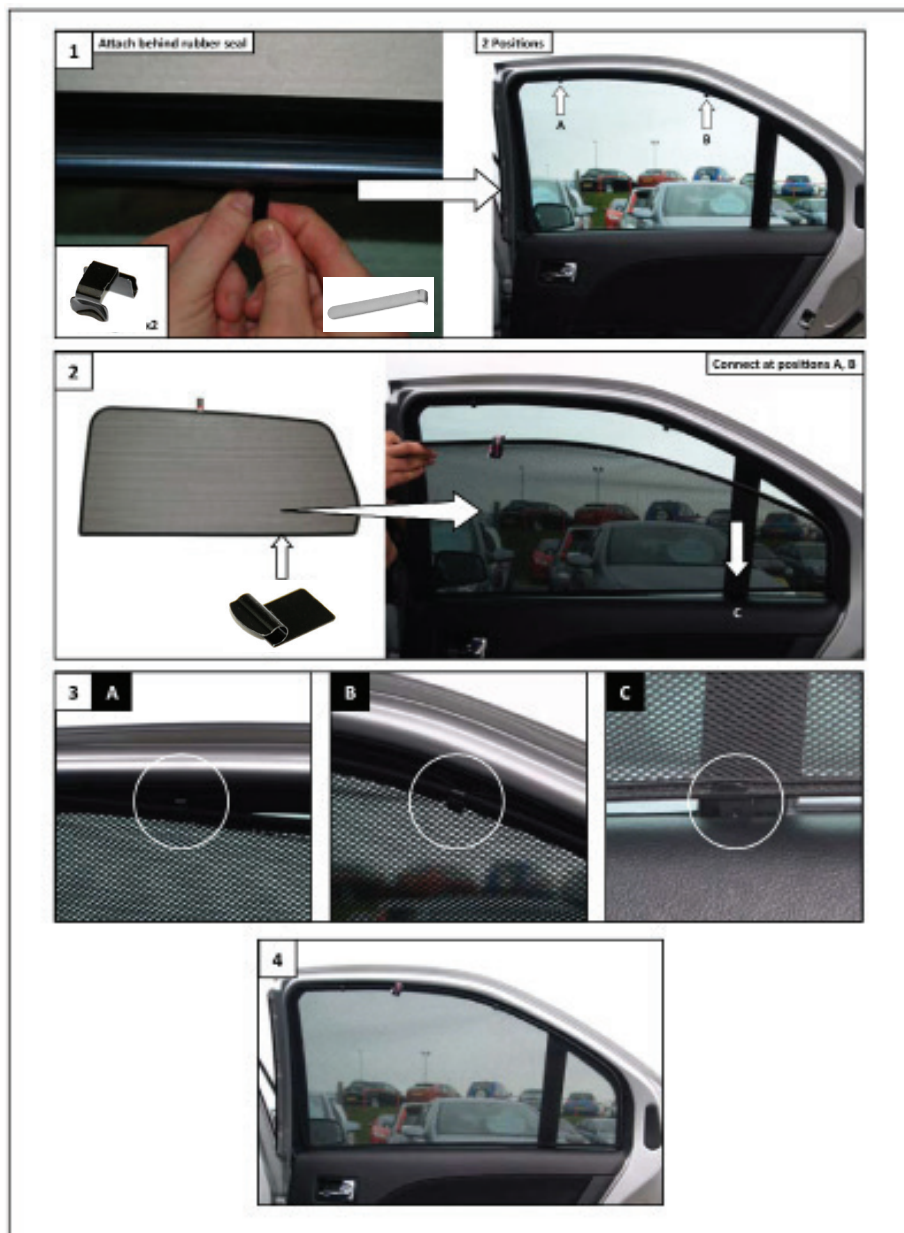 1
Attach behind rubber seal
2 Positions
A
B
x2
2
Connect at positions A, B
C
3
A
B
C
4